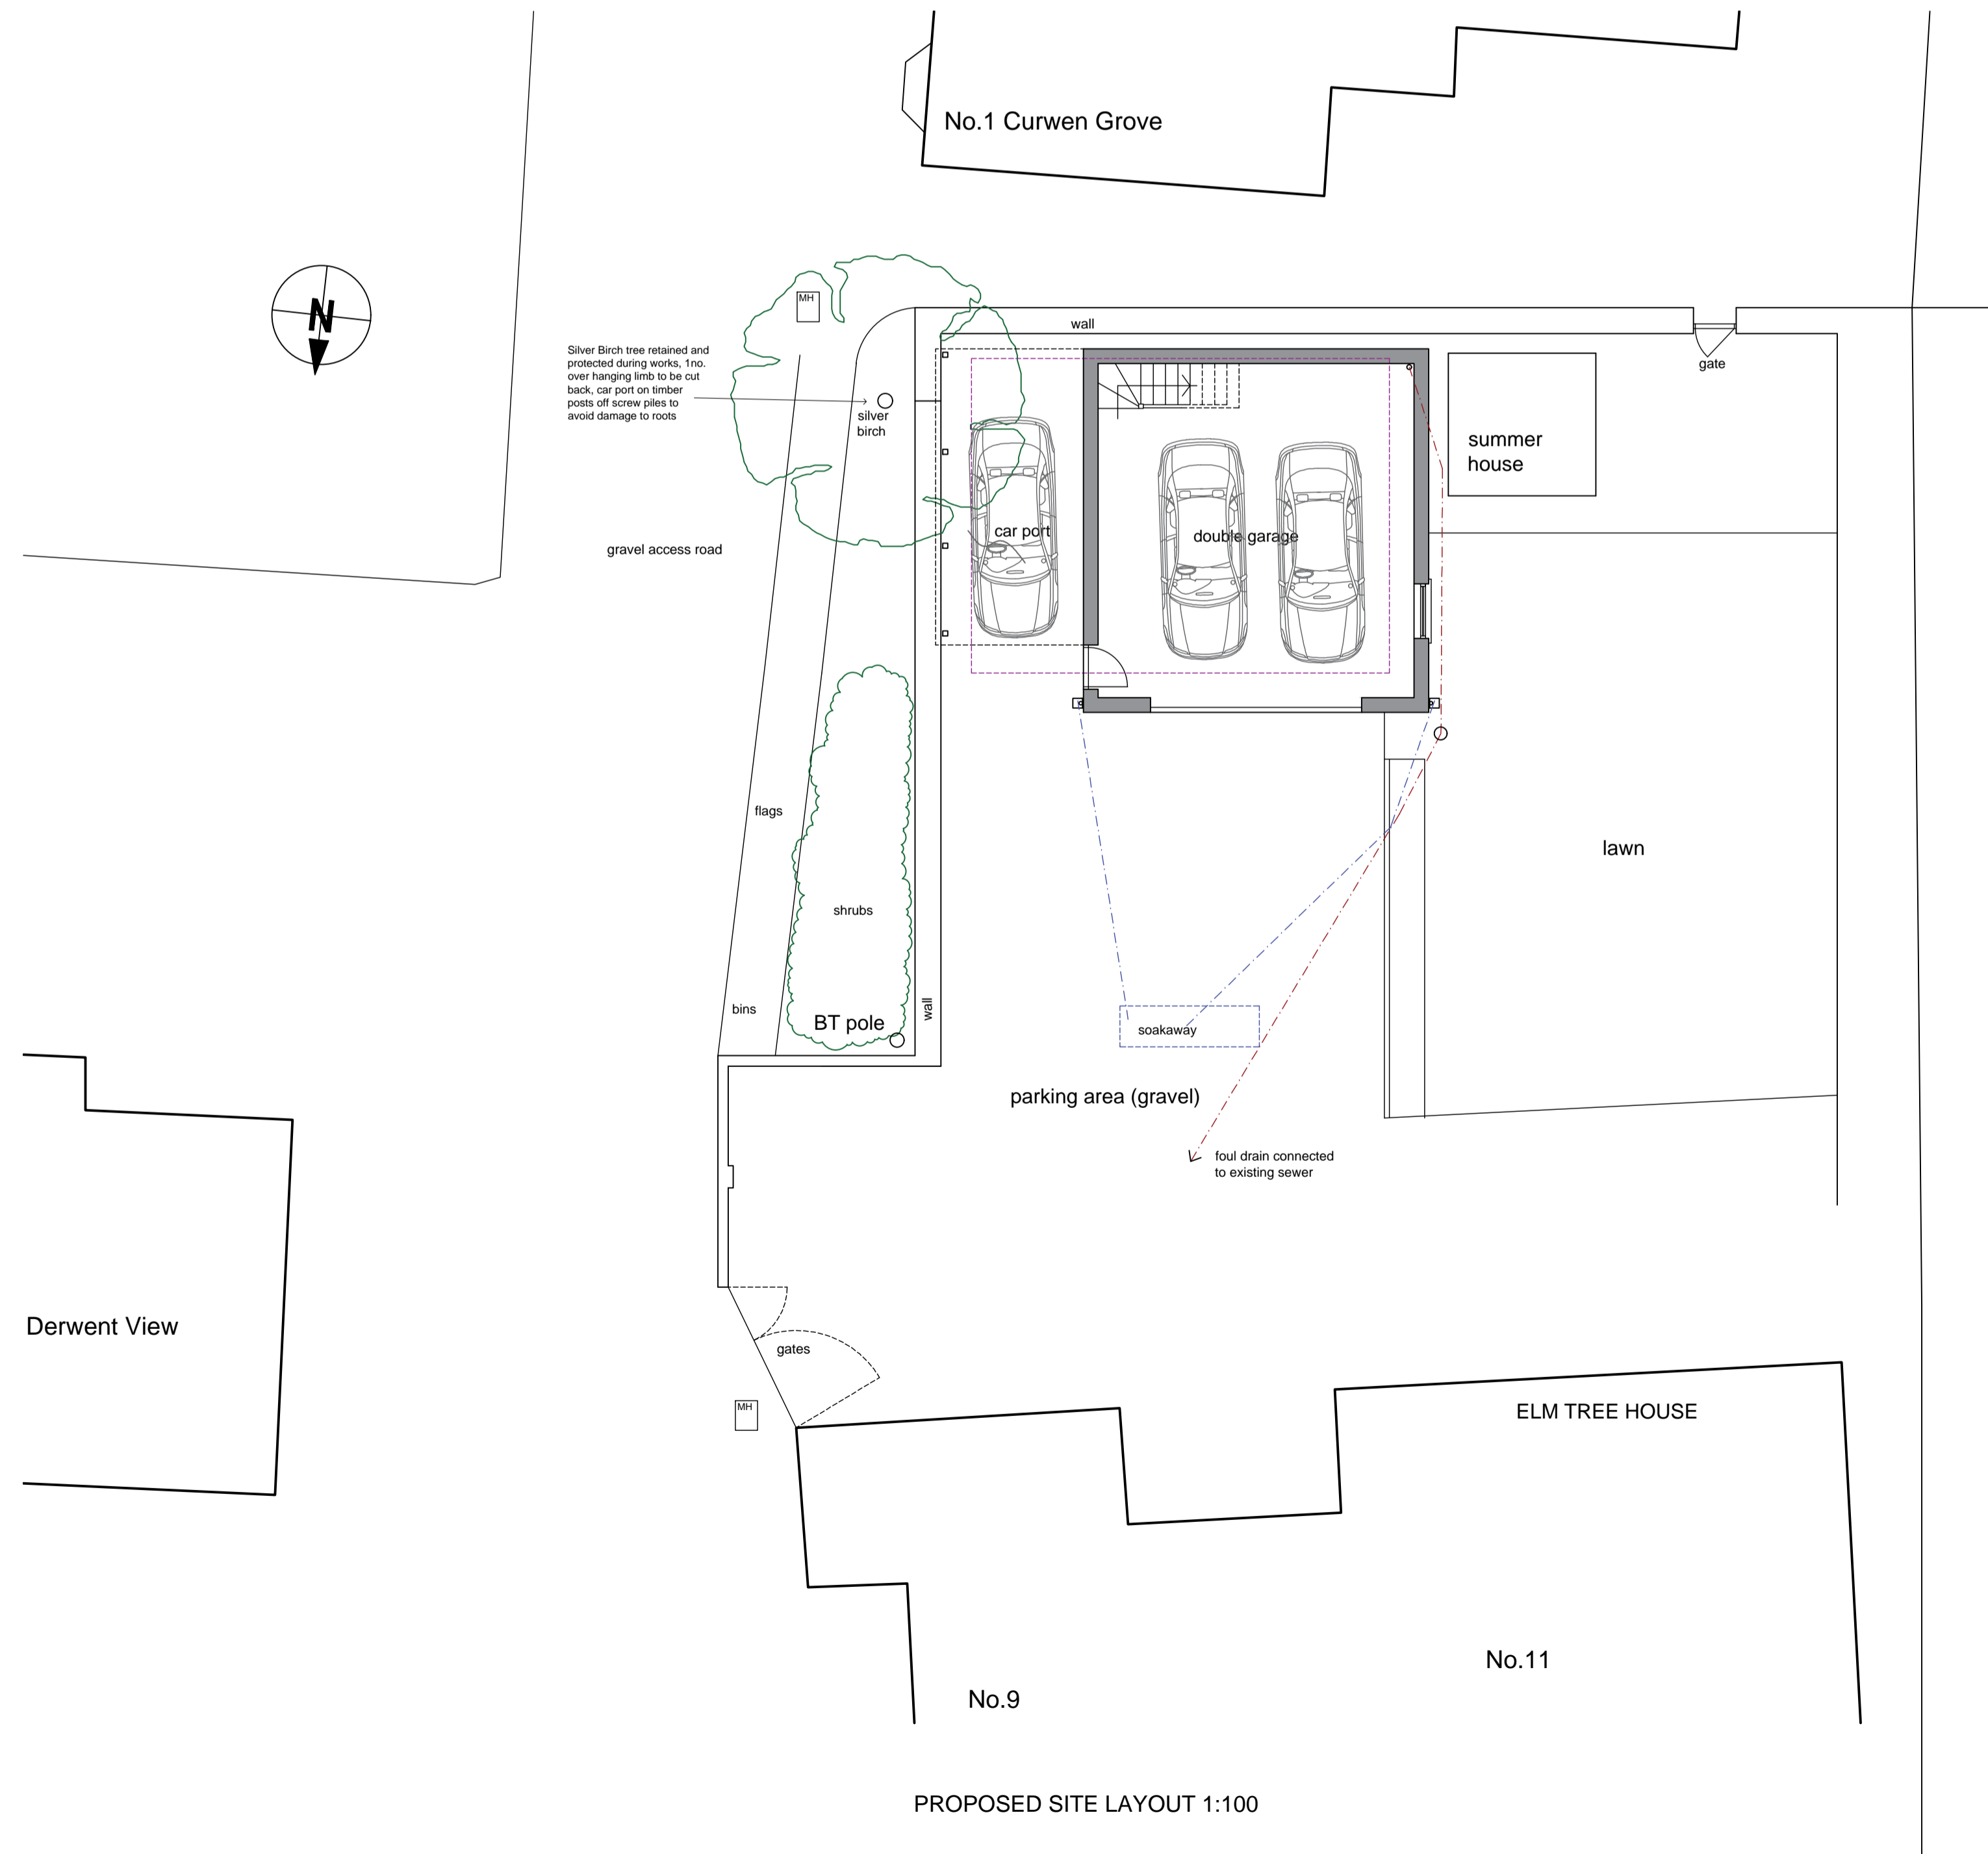 No.1 Curwen Grove
N
MH
wall
gate
Silver Birch tree retained and
protected during works, 1no.
over hanging limb to be cut
back, car port on timber
posts off screw piles to
avoid damage to roots
silver
birch
summer
house
car port
double garage
gravel access road
flags
lawn
shrubs
bins
BT pole
wall
soakaway
parking area (gravel)
foul drain connected
to existing sewer
Derwent View
gates
MH
ELM TREE HOUSE
No.11
No.9
PROPOSED SITE LAYOUT 1:100